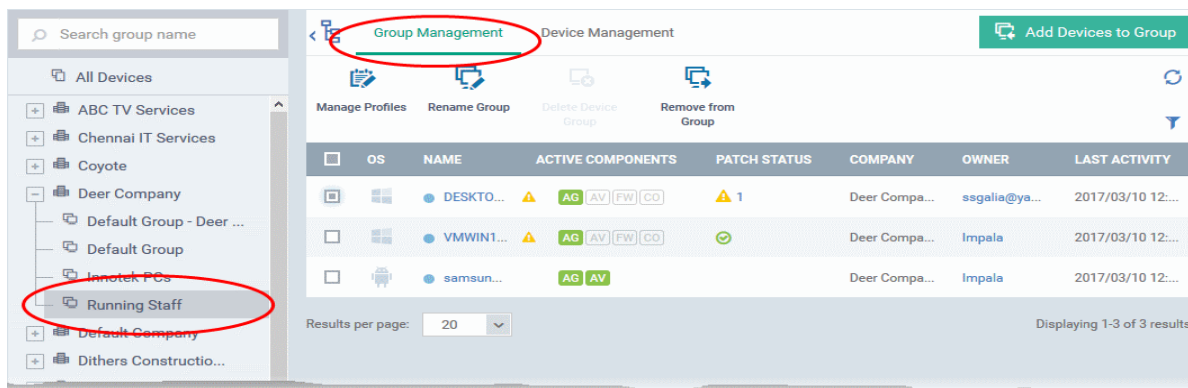 Search group name
All Devices
ABC TV Services
Chennai IT Services
Coyote
Deer Company
Default Group - Deer ...
Default Group
Innotek PCs
Running Staff
Default Company
Dithers Constructio...
Group Management
Device Management
Add Devices to Group
Manage Profiles
Rename Group
Delete Device
Group
Remove from
Group
OS NAME ACTIVE COMPONENTS PATCH STATUS COMPANY OWNER LAST ACTIVITY
DESKTO... AG AV FW CO 1 Deer Compa... ssgalia@ya... 2017/03/10 12:...
VMWIN1... AG AV FW CO Deer Compa... Impala 2017/03/10 12:...
samsun... AG AV Deer Compa... Impala 2017/03/10 12:...
Results per page: 20
Displaying 1-3 of 3 results